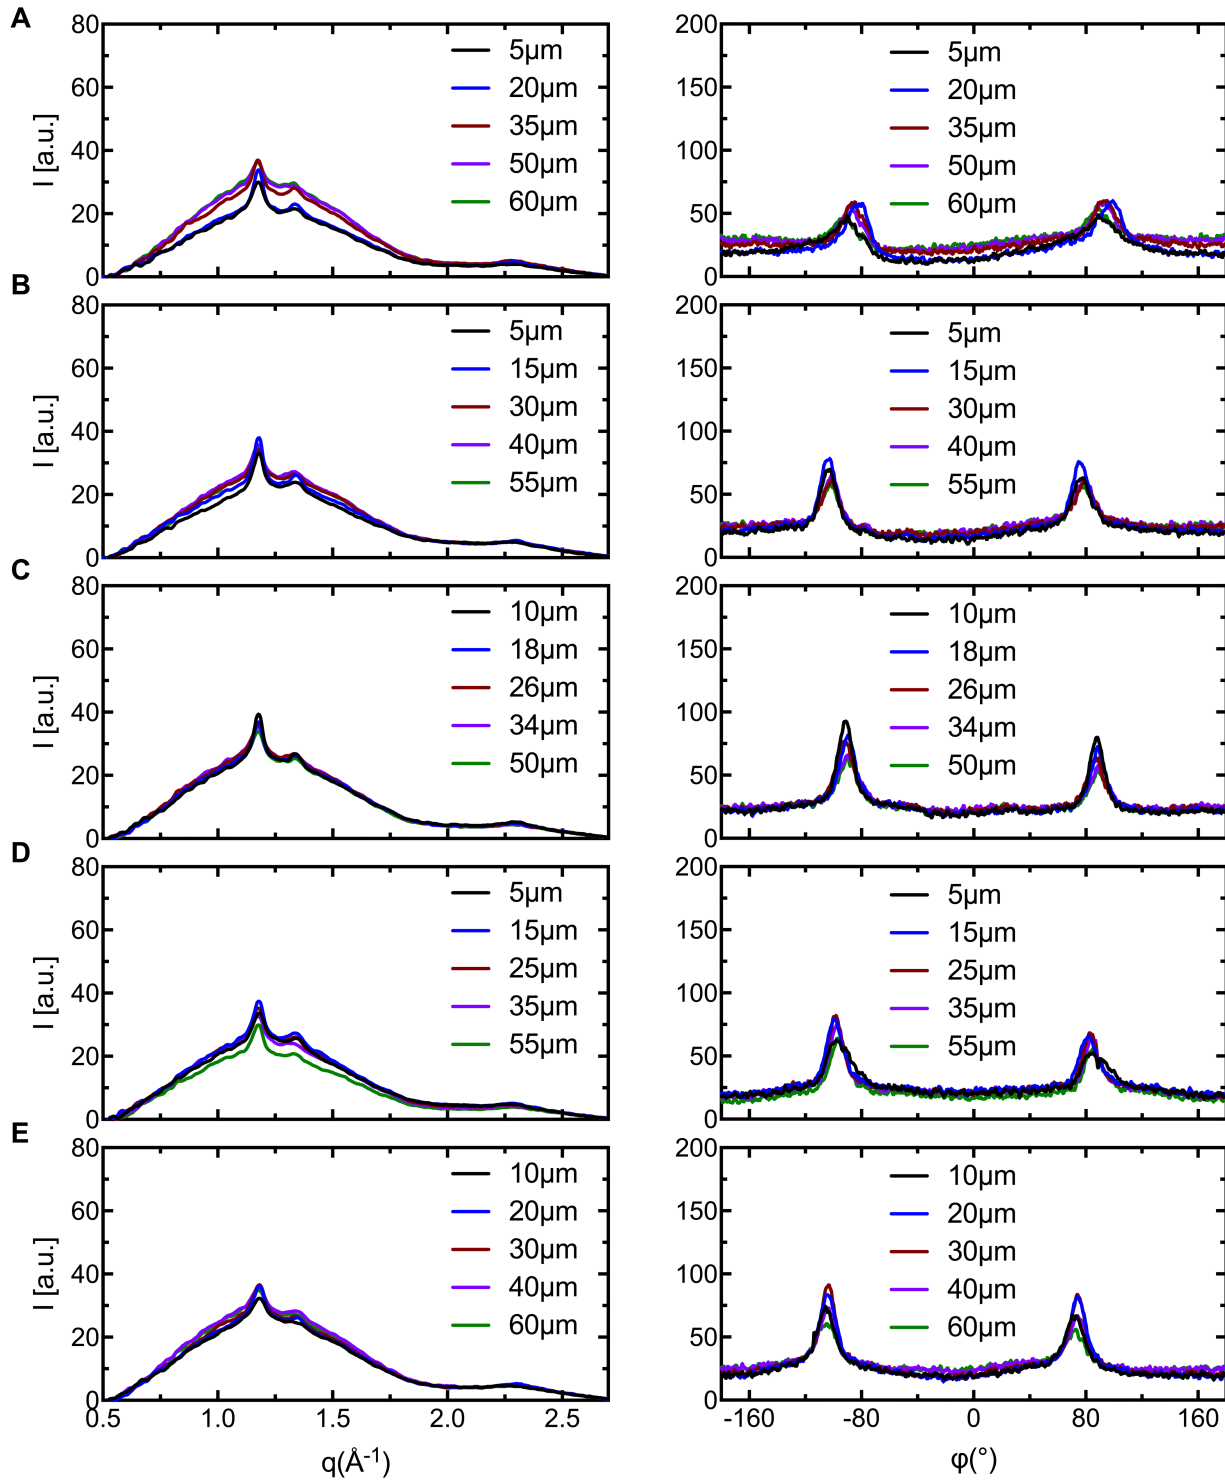 A
80
60
40
20
0
I [a.u.]
5µm
20µm
35µm
50µm
60µm
200
150
100
50
0
5µm
20µm
35µm
50µm
60µm
B
80
60
40
20
0
I [a.u.]
5µm
15µm
30µm
40µm
55µm
200
150
100
50
0
5µm
15µm
30µm
40µm
55µm
C
80
60
40
20
0
I [a.u.]
10µm
18µm
26µm
34µm
50µm
200
150
100
50
0
10µm
18µm
26µm
34µm
50µm
D
80
60
40
20
0
I [a.u.]
5µm
15µm
25µm
35µm
55µm
200
150
100
50
0
5µm
15µm
25µm
35µm
55µm
E
80
60
40
20
0
I [a.u.]
10µm
20µm
30µm
40µm
60µm
0.5 1.0 1.5 2.0 2.5
q(Å⁻¹)
200
150
100
50
0
10µm
20µm
30µm
40µm
60µm
-160 -80 0 80 160
φ(°)